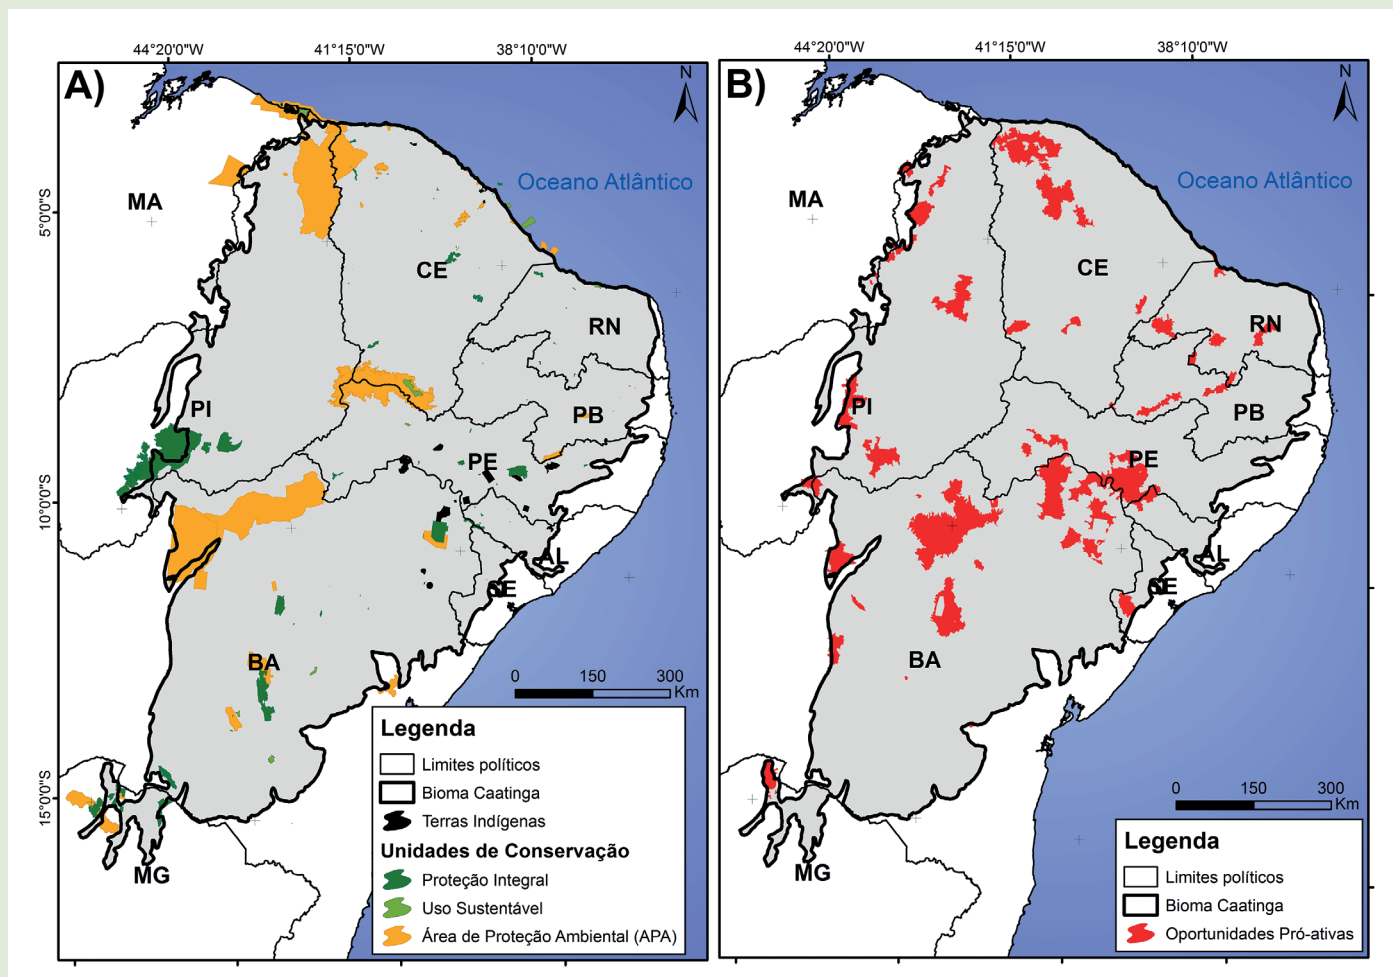 44°20'0"W 41°15'0"W 38°10'0"W
A)
N
Oceano Atlântico
MA
5°0'0"S
CE
RN
PI
PB
PE
10°0'0"S
AL
SE
BA
0 150 300
Km
15°0'0"S
MG
Legenda
Limites políticos
Bioma Caatinga
Terras Indígenas
Unidades de Conservação
Proteção Integral
Uso Sustentável
Área de Proteção Ambiental (APA)
44°20'0"W 41°15'0"W 38°10'0"W
B)
N
Oceano Atlântico
MA
CE
RN
PI
PB
PE
AL
SE
BA
0 150 300
Km
MG
Legenda
Limites políticos
Bioma Caatinga
Oportunidades Pró-ativas